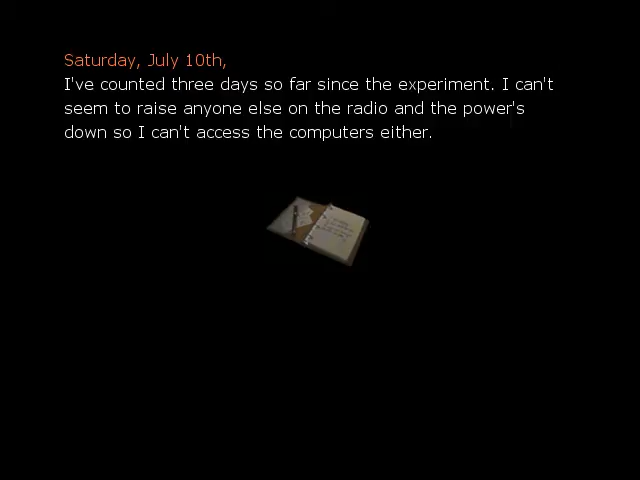 Saturday, July 10th,
I've counted three days so far since the experiment. I can't
seem to raise anyone else on the radio and the power's
down so I can't access the computers either.